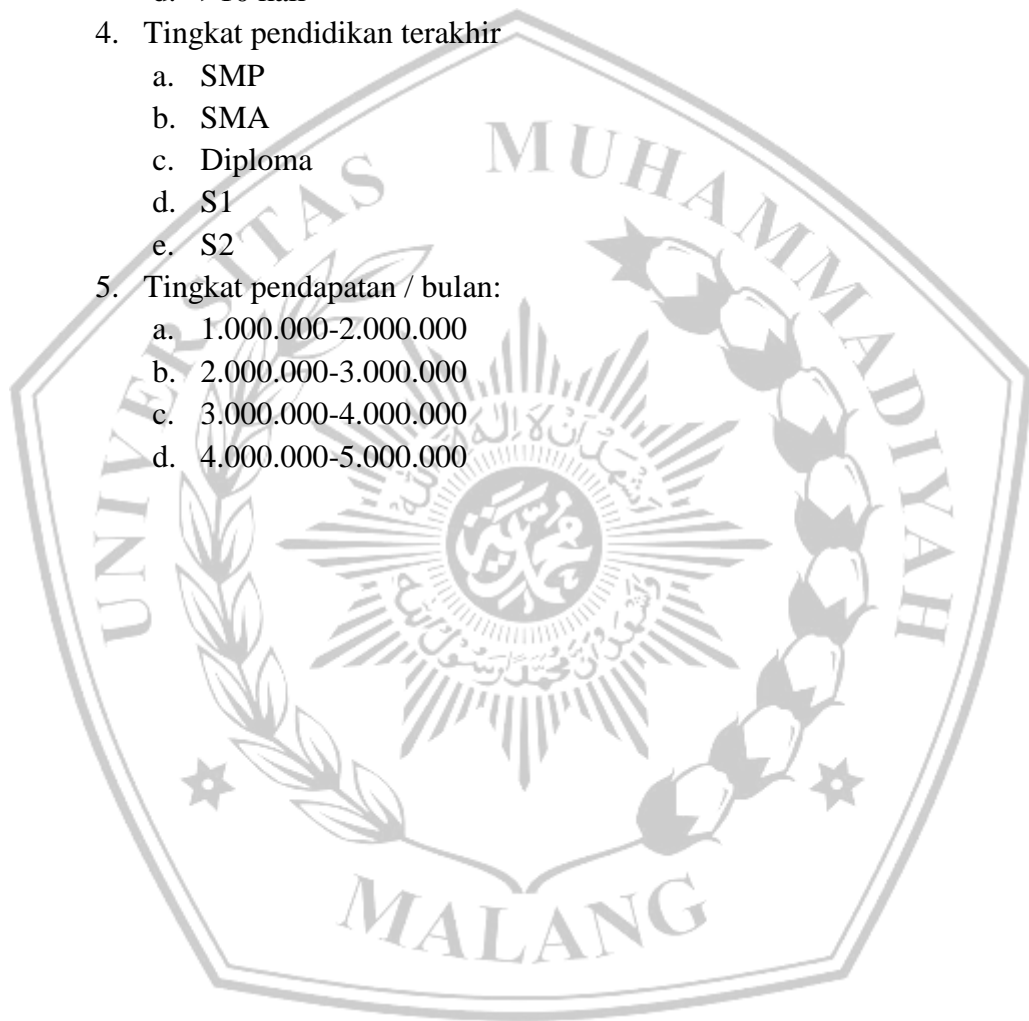 4. Tingkat pendidikan terakhir
a. SMP
b. SMA
c. Diploma
d. S1
e. S2
5. Tingkat pendapatan / bulan:
a. 1.000.000-2.000.000
b. 2.000.000-3.000.000
c. 3.000.000-4.000.000
d. 4.000.000-5.000.000
UNIVERSITAS MUHAMMADIYAH
MALANG